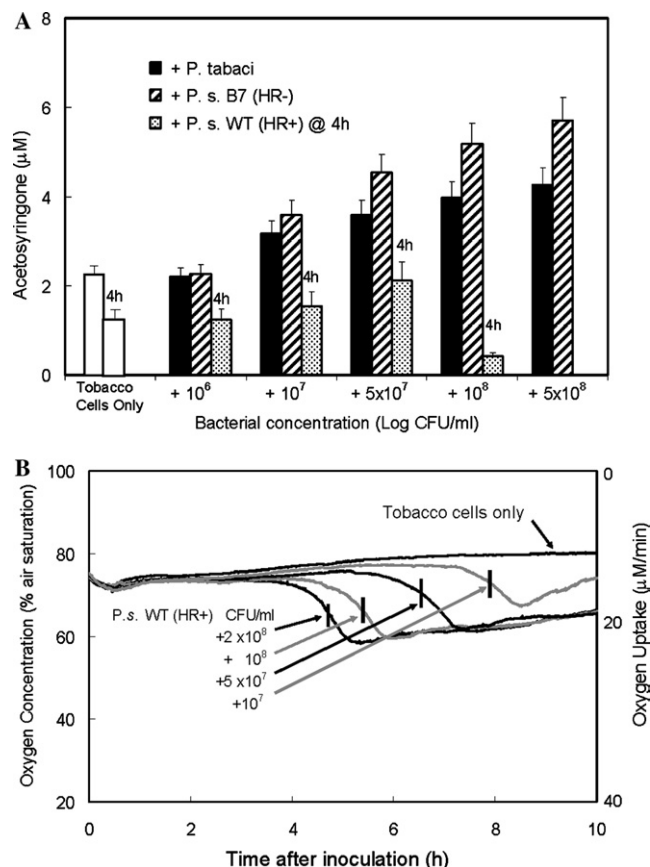 A
8
6
4
2
0
Acetosyringone (μM)
+ P. tabaci
+ P. s. B7 (HR-)
+ P. s. WT (HR+) @ 4h
4h
4h
4h
4h
4h
Tobacco
Cells Only
+ 10⁶
+ 10⁷
+ 5x10⁷
+ 10⁸
+ 5x10⁸
Bacterial concentration (Log CFU/ml)
B
100
80
60
40
20
Oxygen Concentration (% air saturation)
0
20
40
Oxygen Uptake (μM/min)
Tobacco cells only
P.s. WT (HR+) CFU/ml
+2 x10⁸
+ 10⁸
+5 x10⁷
+10⁷
0 2 4 6 8 10
Time after inoculation (h)